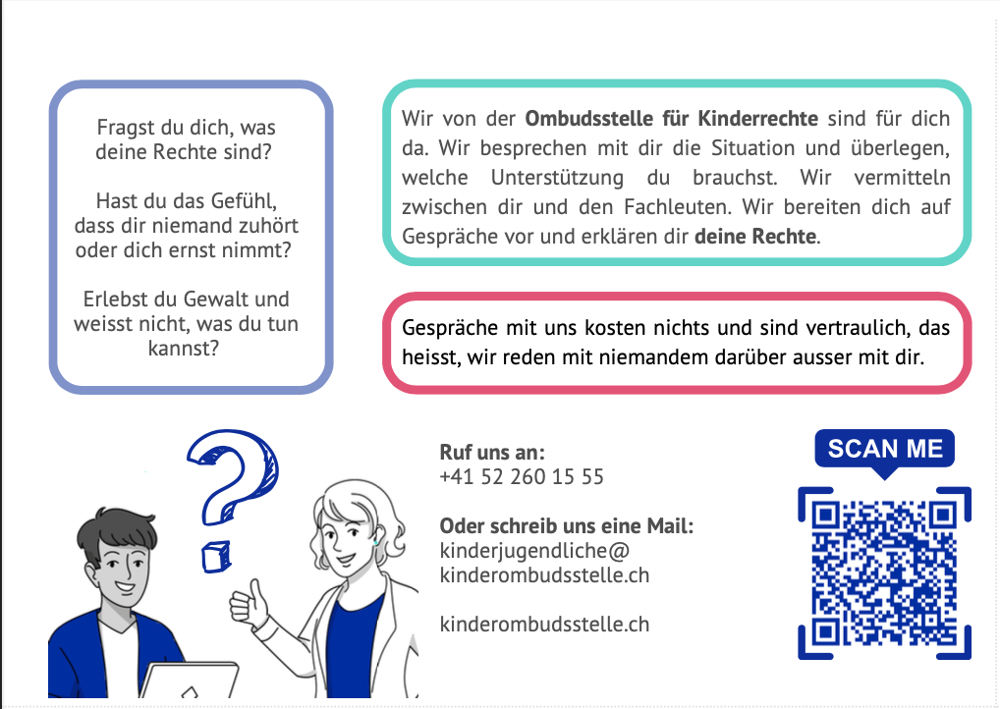 Fragst du dich, was
deine Rechte sind?
Hast du das Gefühl,
dass dir niemand zuhört
oder dich ernst nimmt?
Erlebst du Gewalt und
weisst nicht, was du tun
kannst?
Wir von der Ombudsstelle für Kinderrechte sind für dich
da. Wir besprechen mit dir die Situation und überlegen,
welche Unterstützung du brauchst. Wir vermitteln
zwischen dir und den Fachleuten. Wir bereiten dich auf
Gespräche vor und erklären dir deine Rechte.
Gespräche mit uns kosten nichts und sind vertraulich, das
heisst, wir reden mit niemandem darüber ausser mit dir.
Ruf uns an:
+41 52 260 15 55
Oder schreib uns eine Mail:
kinderjugendliche@
kinderombudsstelle.ch
kinderombudsstelle.ch
SCAN ME